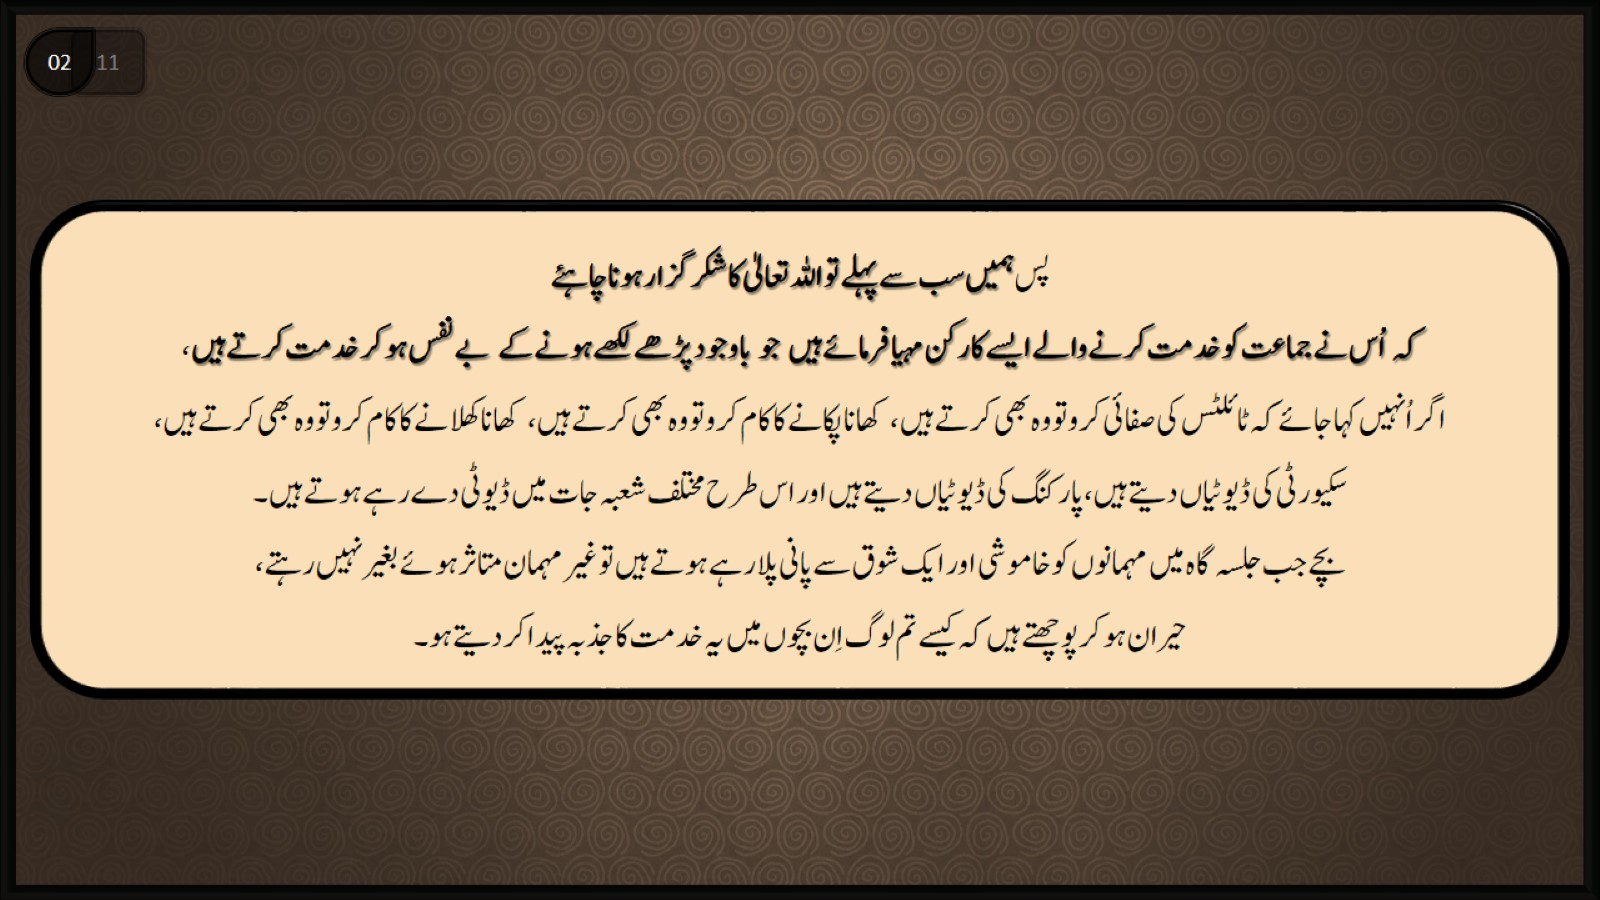 02 11
پس ہمیں سب سے پہلے تو اللہ تعالیٰ کا شکر گزار ہونا چاہئے
کہ اُس نے جماعت کو خدمت کرنے والے ایسے کارکن مہیا فرمائے ہیں جو باوجود پڑھے لکھے ہونے کے بے نفس ہو کر خدمت کرتے ہیں،
اگر اُنہیں کہا جائے کہ ٹائلٹس کی صفائی کرو تو وہ بھی کرتے ہیں، کھانا پکانے کا کام کرو تو وہ بھی کرتے ہیں، کھانا کھلانے کا کام کرو تو وہ بھی کرتے ہیں،
سکیورٹی کی ڈیوٹیاں دیتے ہیں، پارکنگ کی ڈیوٹیاں دیتے ہیں اور اس طرح مختلف شعبہ جات میں ڈیوٹی دے رہے ہوتے ہیں۔
بچے جب جلسہ گاہ میں مہمانوں کو خاموشی اور ایک شوق سے پانی پلا رہے ہوتے ہیں تو غیر مہمان متاثر ہوئے بغیر نہیں رہتے،
حیران ہو کر پوچھتے ہیں کہ کیسے تم لوگ اِن بچوں میں یہ خدمت کا جذبہ پیدا کر دیتے ہو۔